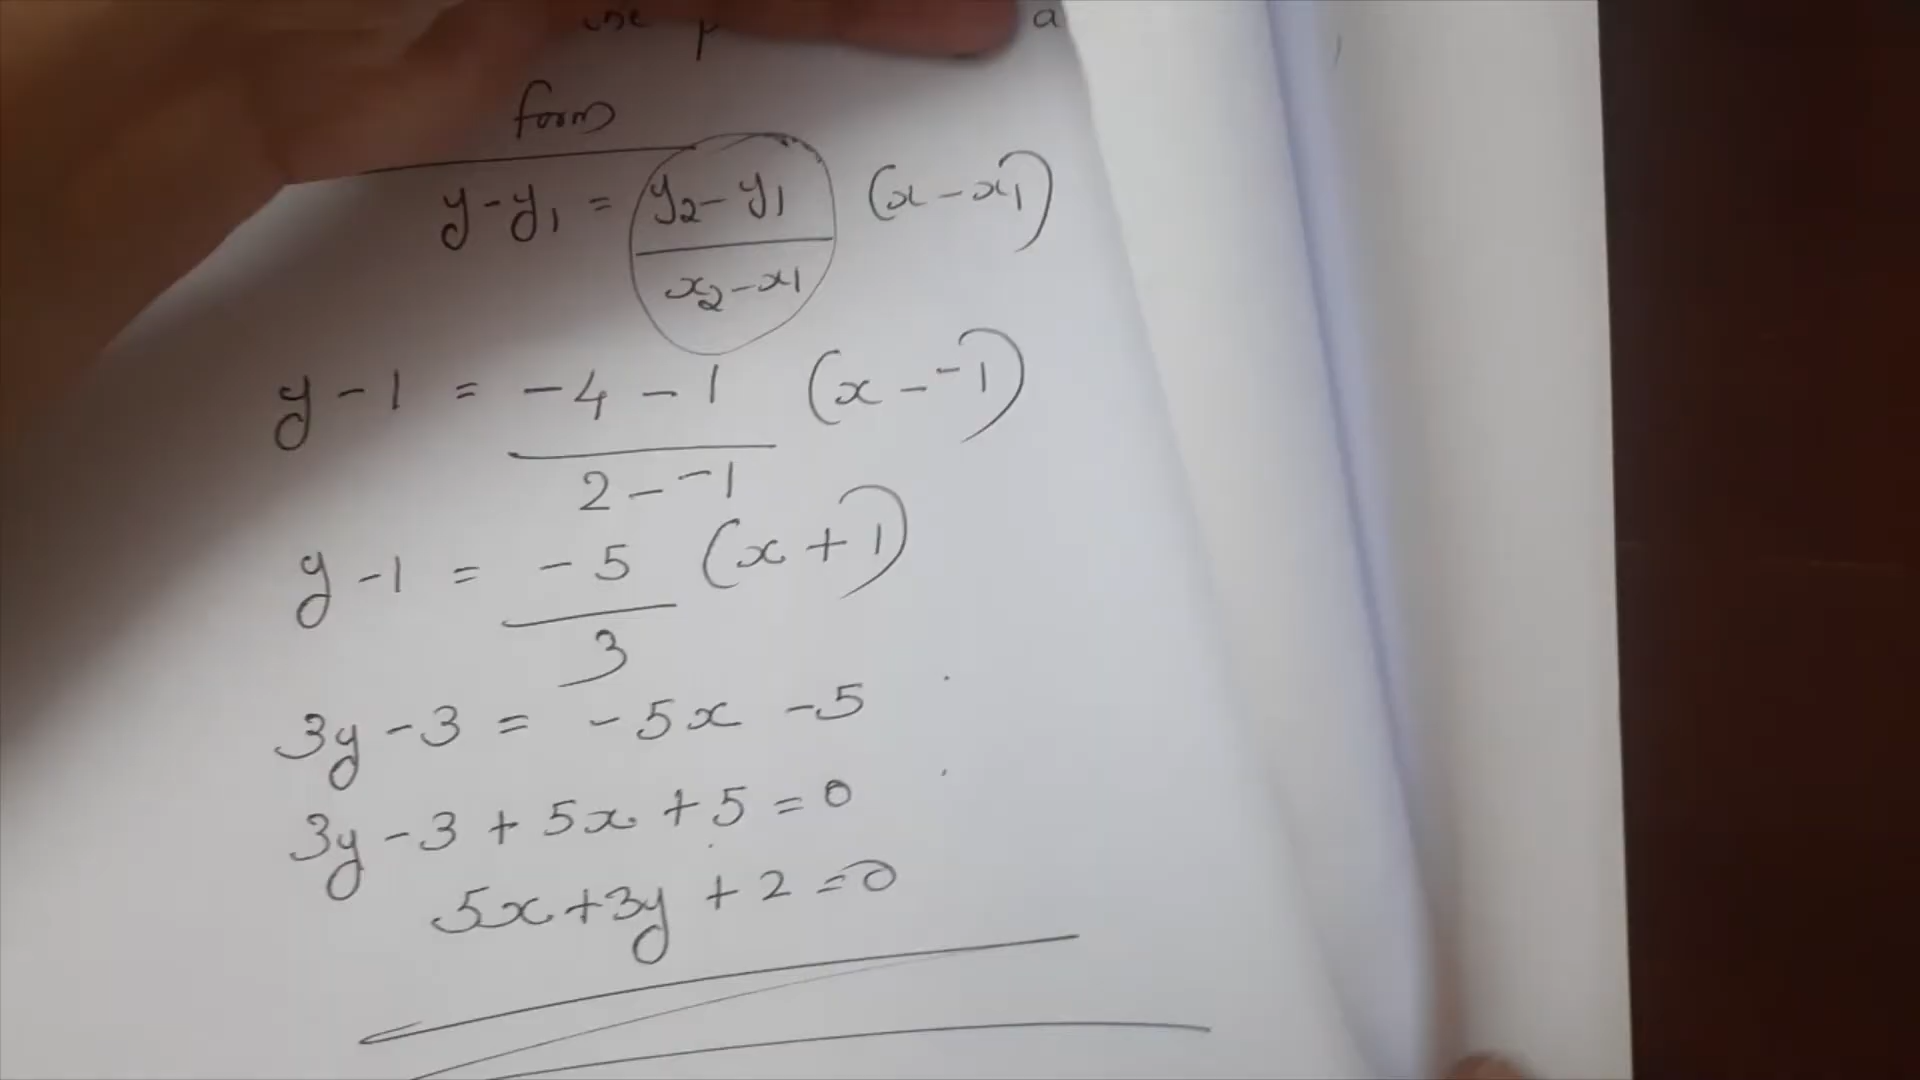 use p a
form
y-y₁ = y₂-y₁ / x₂-x₁ (x-x₁)
y-1 = -4-1 / 2--1 (x--1)
y-1 = -5 / 3 (x+1)
3y-3 = -5x -5
3y-3+5x+5=0
5x+3y+2=0